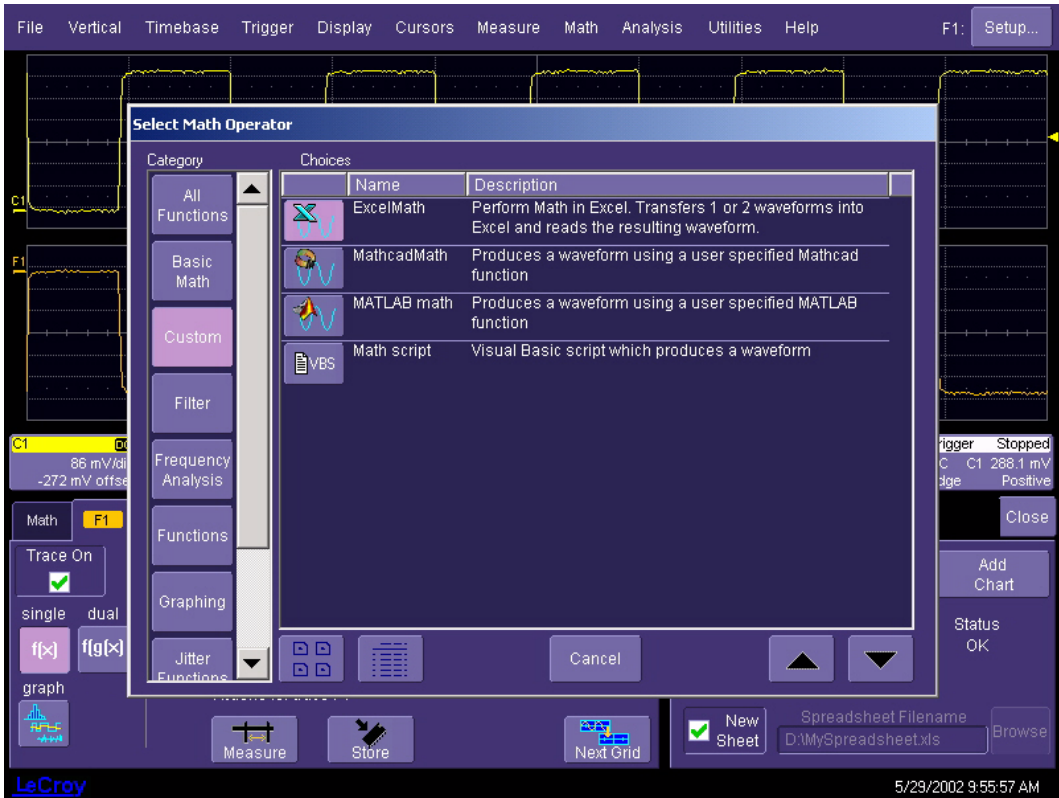 File Vertical Timebase Trigger Display Cursors Measure Math Analysis Utilities Help F1: Setup...
C1
F1
Select Math Operator
Category Choices
Name Description
All
Functions
Basic
Math
Custom
Filter
Frequency
Analysis
Functions
Graphing
Jitter
Functions
ExcelMath Perform Math in Excel. Transfers 1 or 2 waveforms into
Excel and reads the resulting waveform.
MathcadMath Produces a waveform using a user specified Mathcad
function
MATLAB math Produces a waveform using a user specified MATLAB
function
VBS Math script Visual Basic script which produces a waveform
Cancel
C1
86 mV/di
-272 mV offse
rigger Stopped
C C1 288.1 mV
dge Positive
Math F1 Close
Trace On
single dual
f(x) f(g(x)
graph
Add
Chart
Status
OK
Measure Store Next Grid
New
Sheet
Spreadsheet Filename
D:\MySpreadsheet.xls
Browse
LeCroy 5/29/2002 9:55:57 AM